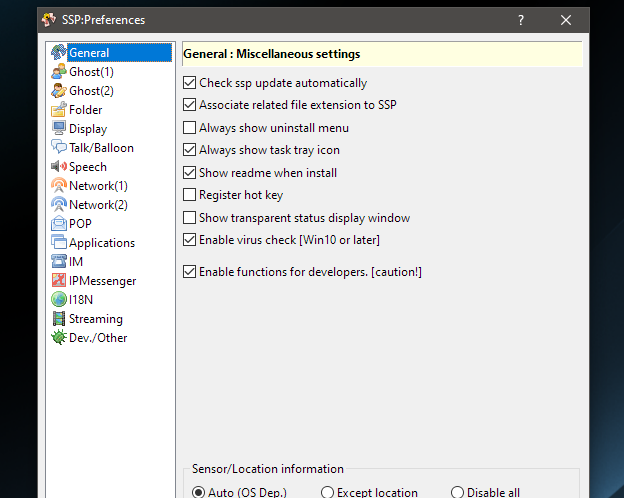 SSP:Preferences
General
Ghost(1)
Ghost(2)
Folder
Display
Talk/Balloon
Speech
Network(1)
Network(2)
POP
Applications
IM
IPMessenger
I18N
Streaming
Dev./Other
General : Miscellaneous settings
Check ssp update automatically
Associate related file extension to SSP
Always show uninstall menu
Always show task tray icon
Show readme when install
Register hot key
Show transparent status display window
Enable virus check [Win10 or later]
Enable functions for developers. [caution!]
Sensor/Location information
Auto (OS Dep.) Except location Disable all